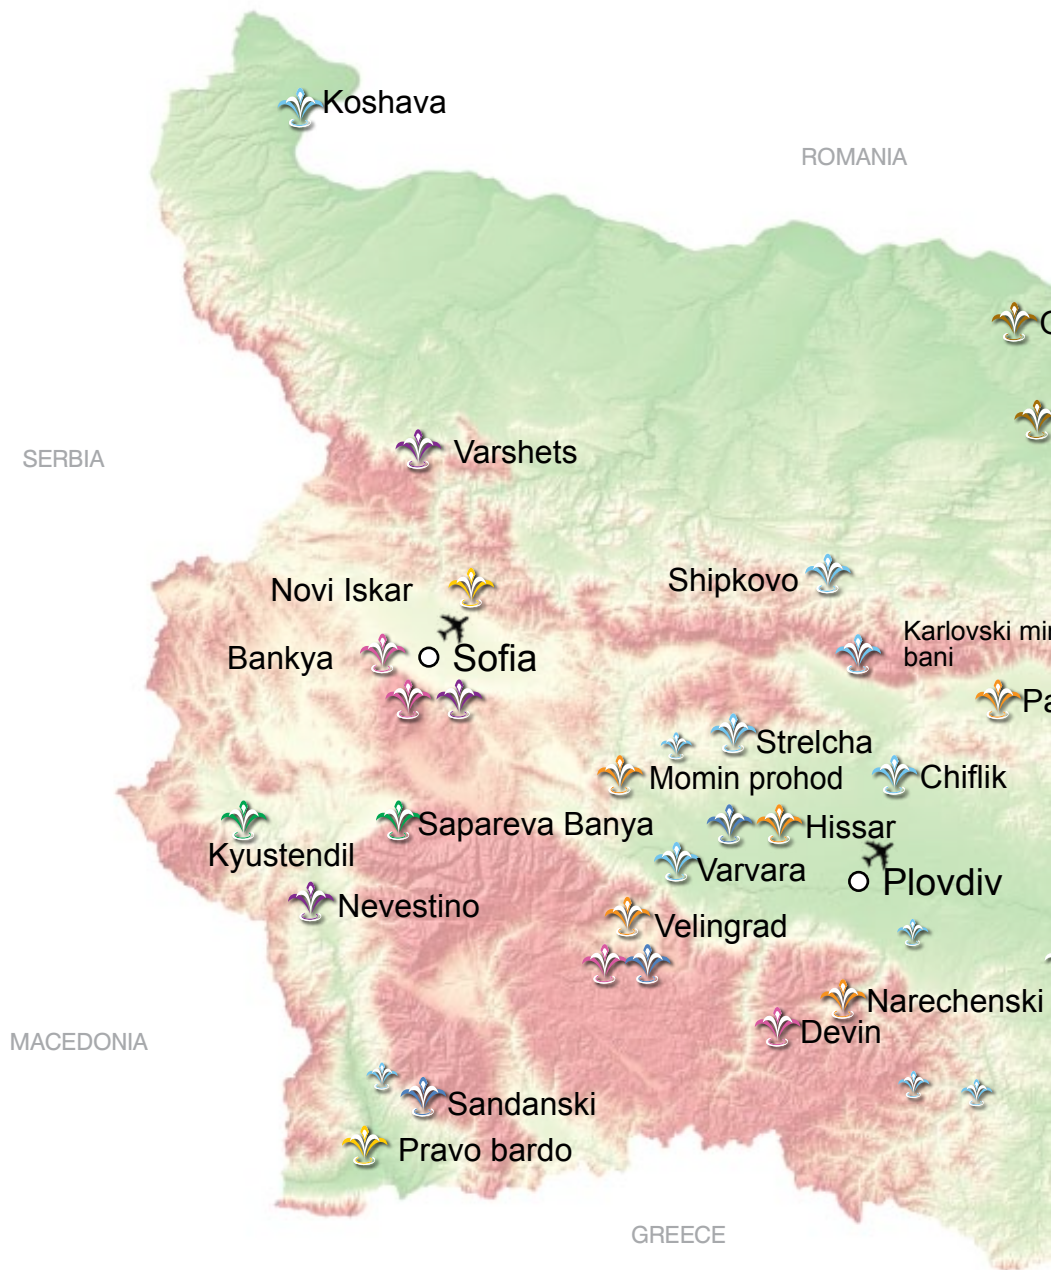 Koshava
ROMANIA
SERBIA
Varshets
Novi Iskar
Shipkovo
Bankya
Sofia
Karlovski
bani
Strelcha
Momin prohod
Chiflik
Sapareva Banya
Hissar
Kyustendil
Varvara
Plovdiv
Nevestino
Velingrad
Narechenski
Devin
MACEDONIA
Sandanski
Pravo bardo
GREECE